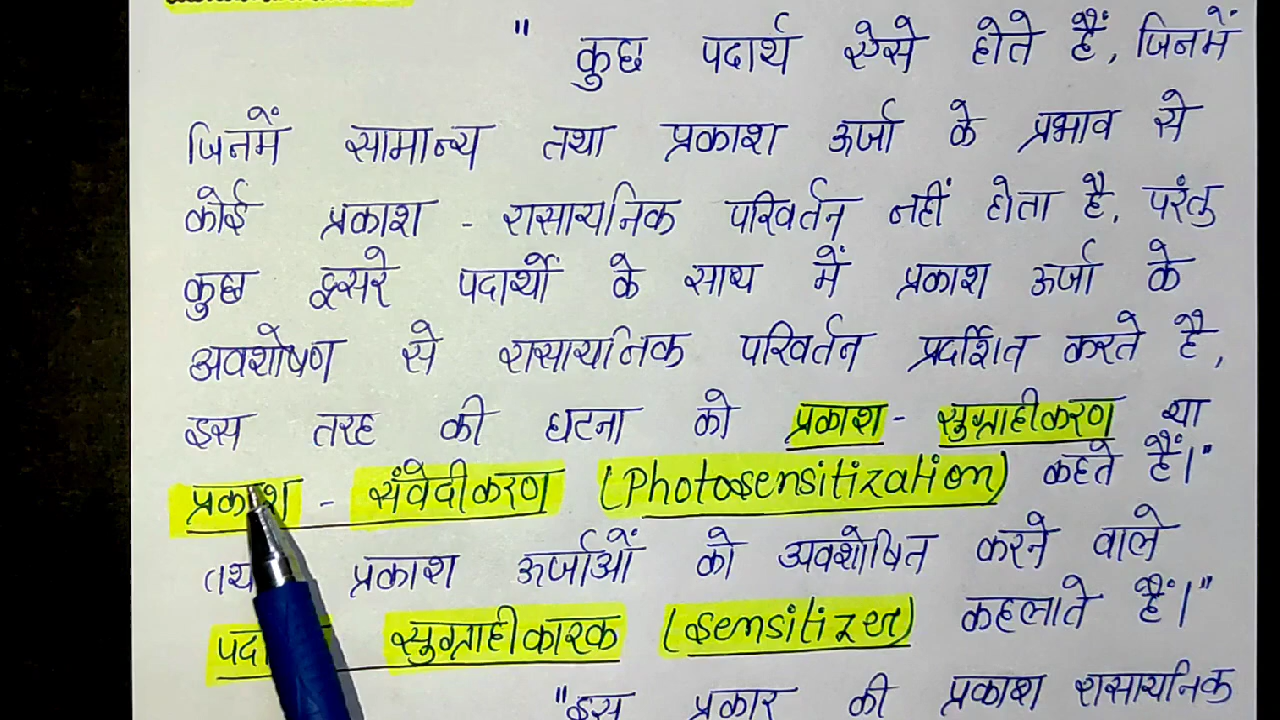 " कुछ पदार्थ ऐसे होते हैं, जिनमें
जिनमें सामान्य तथा प्रकाश ऊर्जा के प्रभाव से
कोई प्रकाश - रासायनिक परिवर्तन नहीं होता है, परंतु
कुछ दूसरे पदार्थों के साथ में प्रकाश ऊर्जा के
अवशोषण से रासायनिक परिवर्तन प्रदर्शित करते है,
इस तरह की घटना को प्रकाश - सुग्राहीकरण या
प्रकाश - संवेदीकरण (Photosensitization) कहते हैं।"
प्रकाश ऊर्जाओं को अवशोषित करने वाले
सुग्राहीकारक (Sensitizer) कहलाते हैं।"
"इस प्रकार की प्रकाश रासायनिक